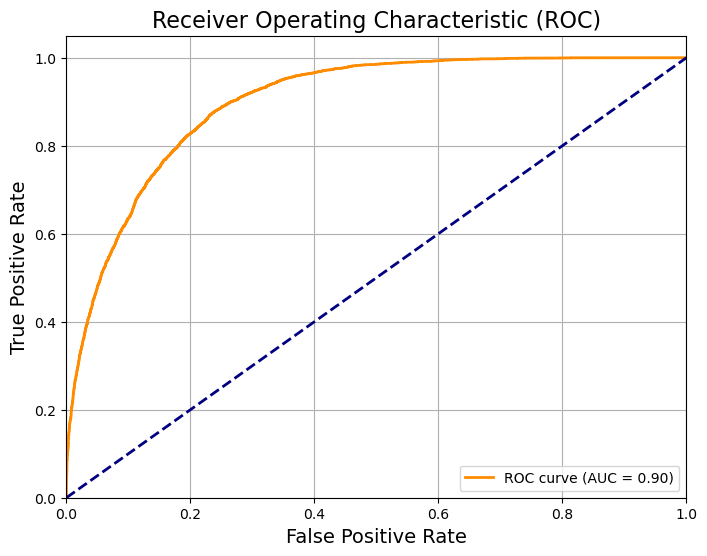 Receiver Operating Characteristic (ROC)
True Positive Rate
1.0
0.8
0.6
0.4
0.2
0.0
ROC curve (AUC = 0.90)
0.0 0.2 0.4 0.6 0.8 1.0
False Positive Rate